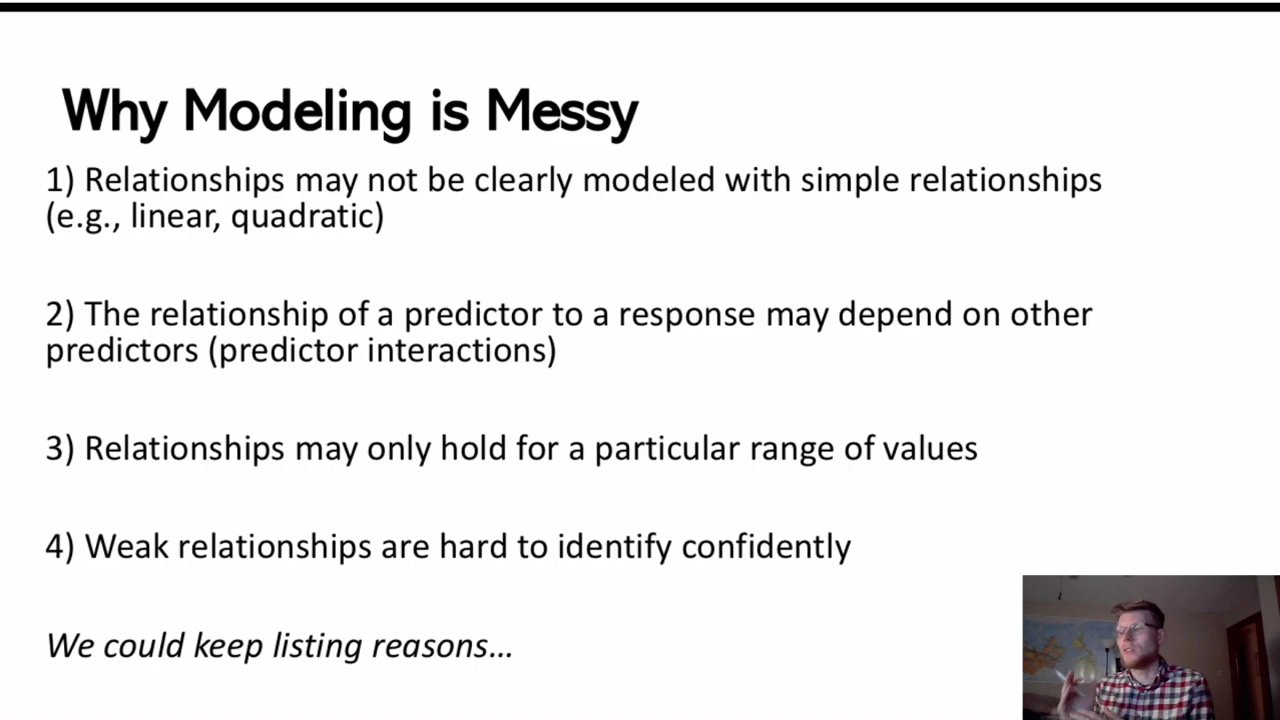 Why Modeling is Messy
1) Relationships may not be clearly modeled with simple relationships
(e.g., linear, quadratic)
2) The relationship of a predictor to a response may depend on other
predictors (predictor interactions)
3) Relationships may only hold for a particular range of values
4) Weak relationships are hard to identify confidently
We could keep listing reasons...